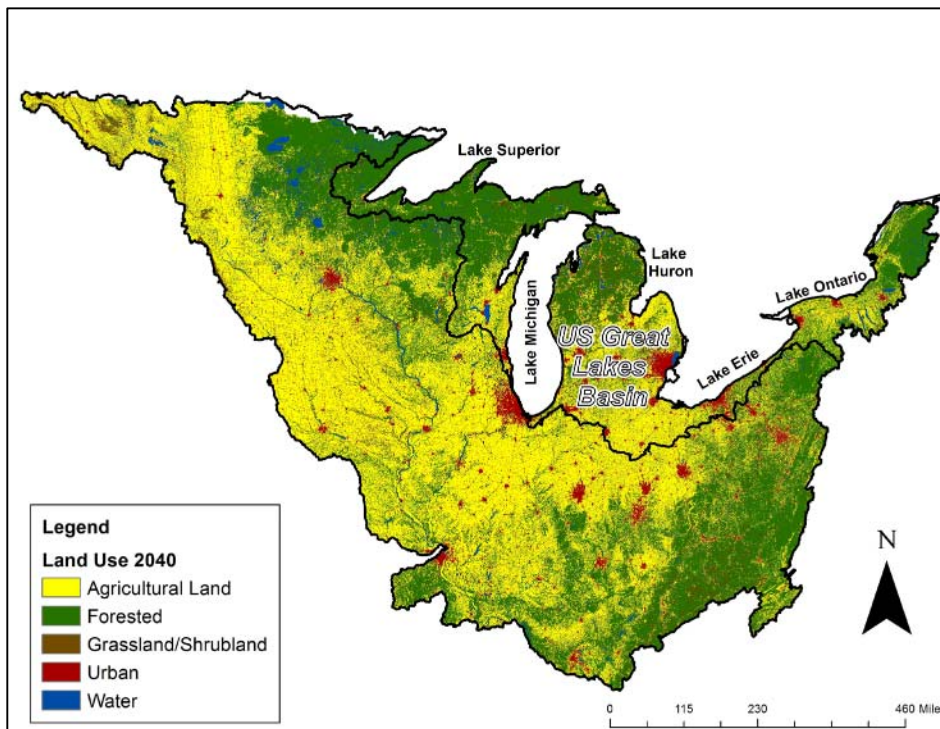 Lake Superior
Lake
Huron
Lake Ontario
Lake Michigan
US Great
Lakes
Basin
Lake Erie
Legend
Land Use 2040
Agricultural Land
Forested
Grassland/Shrubland
Urban
Water
N
0 115 230 460 Mile